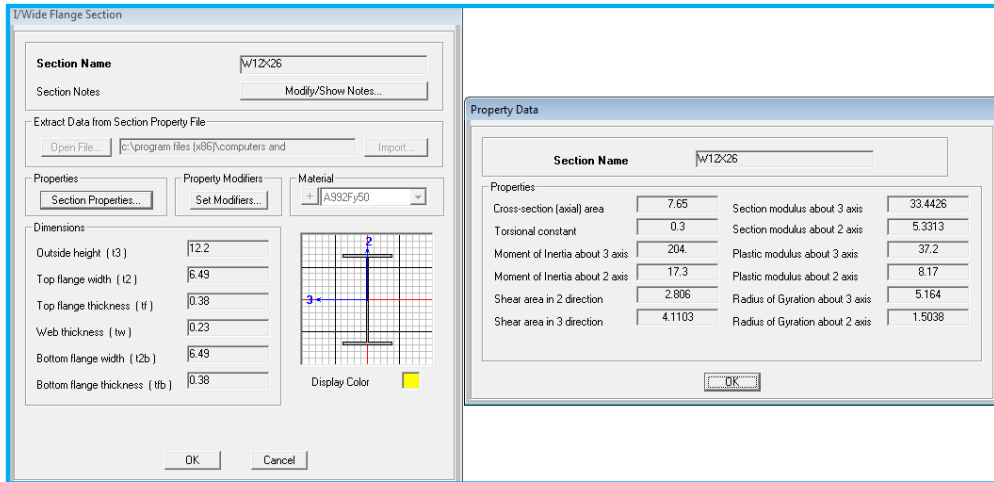 I/Wide Flange Section
Section Name W12X26
Section Notes Modify/Show Notes...
Extract Data from Section Property File
Open File... c:\program files (x86)\computers and Import...
Properties Property Modifiers Material
Section Properties... Set Modifiers... + A992Fy50
Dimensions
Outside height ( t3 ) 12.2
Top flange width ( t2 ) 6.49
Top flange thickness ( tf ) 0.38
Web thickness ( tw ) 0.23
Bottom flange width ( t2b ) 6.49
Bottom flange thickness ( tfb ) 0.38
2
3
Display Color
OK Cancel
Property Data
Section Name W12X26
Properties
Cross-section (axial) area 7.65 Section modulus about 3 axis 33.4426
Torsional constant 0.3 Section modulus about 2 axis 5.3313
Moment of Inertia about 3 axis 204. Plastic modulus about 3 axis 37.2
Moment of Inertia about 2 axis 17.3 Plastic modulus about 2 axis 8.17
Shear area in 2 direction 2.806 Radius of Gyration about 3 axis 5.164
Shear area in 3 direction 4.1103 Radius of Gyration about 2 axis 1.5038
OK